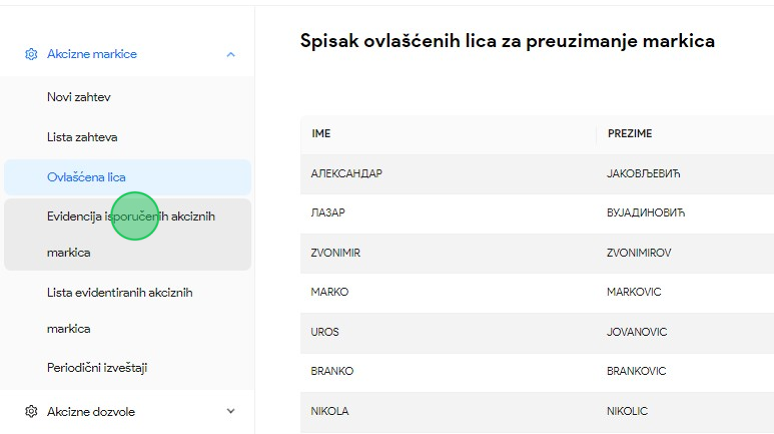 Akcizne markice
Novi zahtev
Lista zahteva
Ovlašćena lica
Evidencija isporučenih akciznih
markica
Lista evidentiranih akciznih
markica
Periodični izveštaji
Akcizne dozvole
Spisak ovlašćenih lica za preuzimanje markica
IME PREZIME
АЛЕКСАНДАР ЈАКОВЉЕВИЋ
ЛАЗАР ВУЈАДИНОВИЋ
ZVONIMIR ZVONIMIROV
MARKO MARKOVIC
UROS JOVANOVIC
BRANKO BRANKOVIC
NIKOLA NIKOLIC